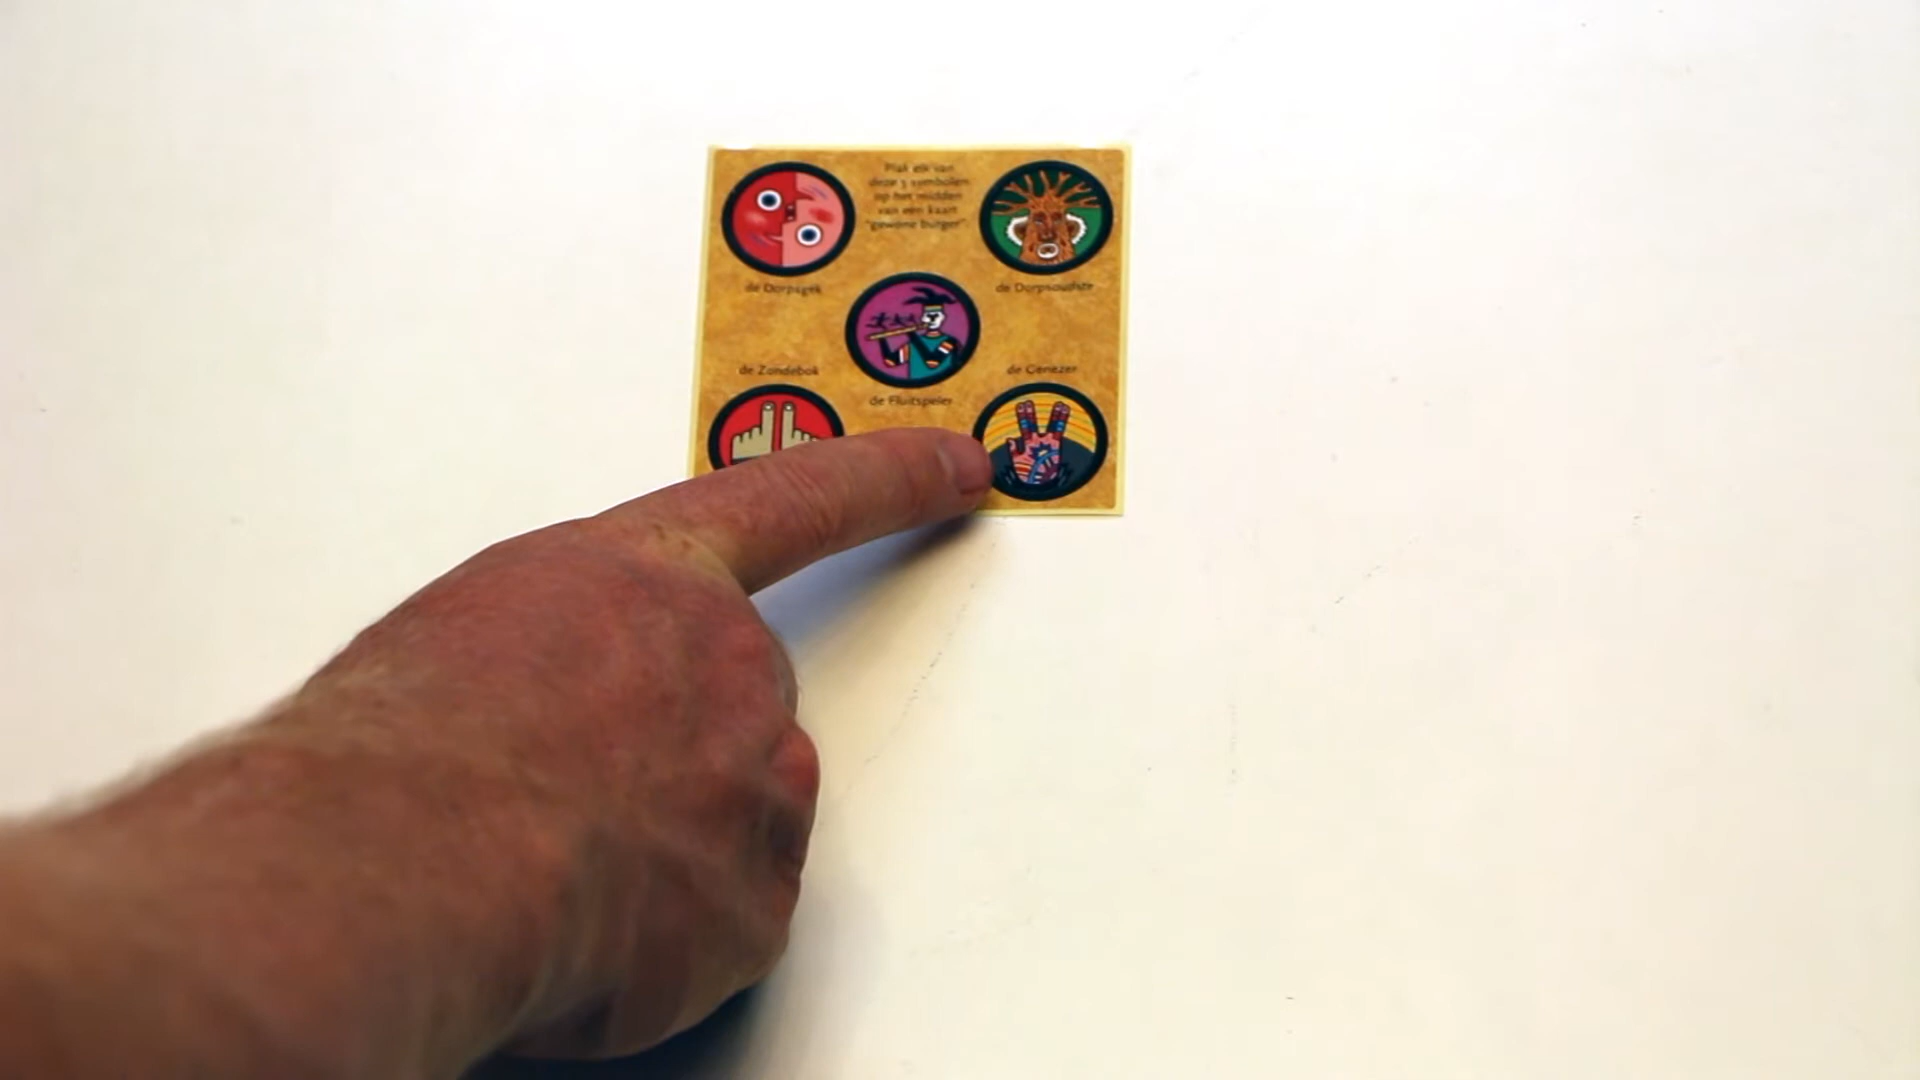 Plak elk van
deze 5 symbolen
op het midden
van een kaart
"gewone burger".
de Dorpsgek
de Dorpsoudste
de Zondebok
de Genezer
de Fluitspeler